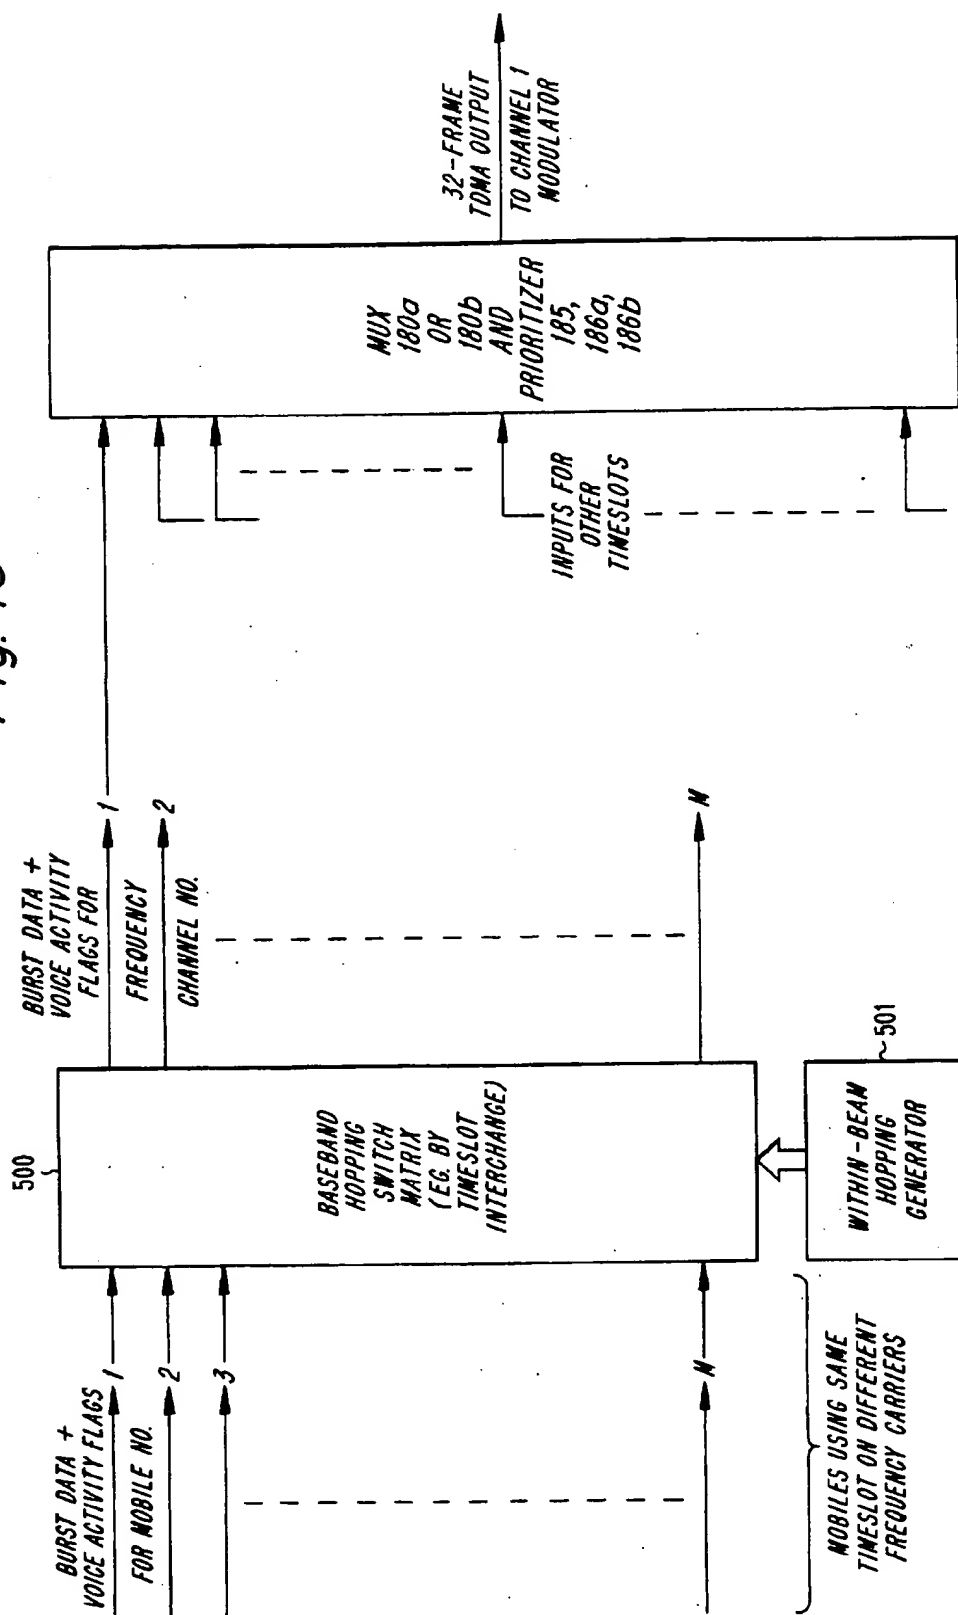 BURST DATA +
VOICE ACTIVITY FLAGS
FOR MOBILE NO.
1
2
3
N
MOBILES USING SAME
TIMESLOT ON DIFFERENT
FREQUENCY CARRIERS
500
BASEBAND
HOPPING
SWITCH
MATRIX
(EG. BY
TIMESLOT
INTERCHANGE)
WITHIN-BEAM
HOPPING
GENERATOR
501
BURST DATA +
VOICE ACTIVITY
FLAGS FOR
FREQUENCY
CHANNEL NO.
1
2
N
INPUTS FOR
OTHER
TIMESLOTS
MUX
180a
OR
180b
AND
PRIORITIZER
185,
186a,
186b
32-FRAME
TDMA OUTPUT
TO CHANNEL 1
MODULATOR